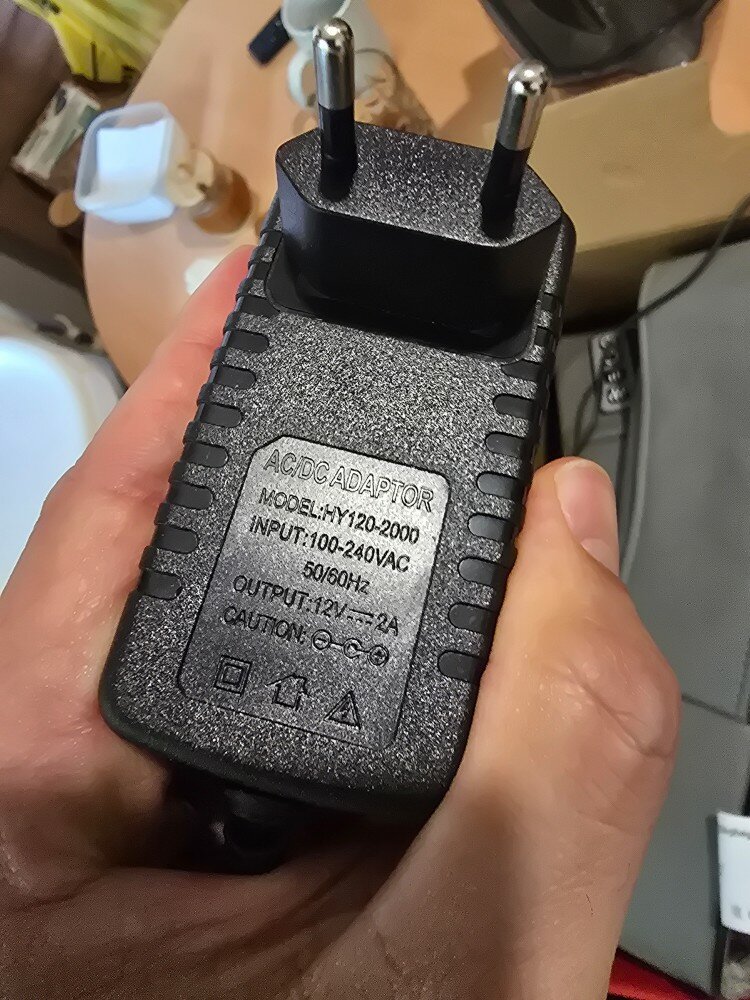 AC/DC ADAPTOR
MODEL:HY120-2000
INPUT:100-240VAC
50/60Hz
OUTPUT:12V⎓2A
CAUTION: